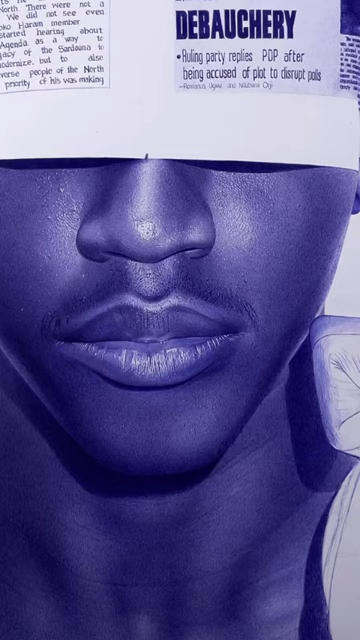 North There were not a
We did not see even
oko Haram member
started hearing about
Agenda as a way to
gacy of the Sardauna to
odernize. but to also
verse people of the North
priority of his was making
DEBAUCHERY
•Ruling party replies PDP after
being accused of plot to disrupt polls